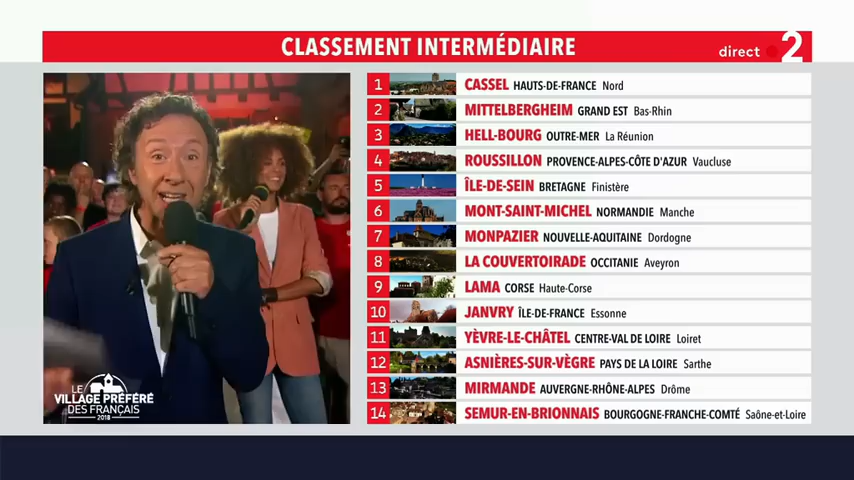 CLASSEMENT INTERMÉDIAIRE
direct 2
1 CASSEL HAUTS-DE-FRANCE Nord
2 MITTELBERGHEIM GRAND EST Bas-Rhin
3 HELL-BOURG OUTRE-MER La Réunion
4 ROUSSILLON PROVENCE-ALPES-CÔTE D'AZUR Vaucluse
5 ÎLE-DE-SEIN BRETAGNE Finistère
6 MONT-SAINT-MICHEL NORMANDIE Manche
7 MONPAZIER NOUVELLE-AQUITAINE Dordogne
8 LA COUVERTOIRADE OCCITANIE Aveyron
9 LAMA CORSE Haute-Corse
10 JANVRY ÎLE-DE-FRANCE Essonne
11 YÈVRE-LE-CHÂTEL CENTRE-VAL DE LOIRE Loiret
12 ASNIÈRES-SUR-VÈGRE PAYS DE LA LOIRE Sarthe
13 MIRMANDE AUVERGNE-RHÔNE-ALPES Drôme
14 SEMUR-EN-BRIONNAIS BOURGOGNE-FRANCHE-COMTÉ Saône-et-Loire
LE
VILLAGE PRÉFÉRÉ
DES FRANÇAIS
2018